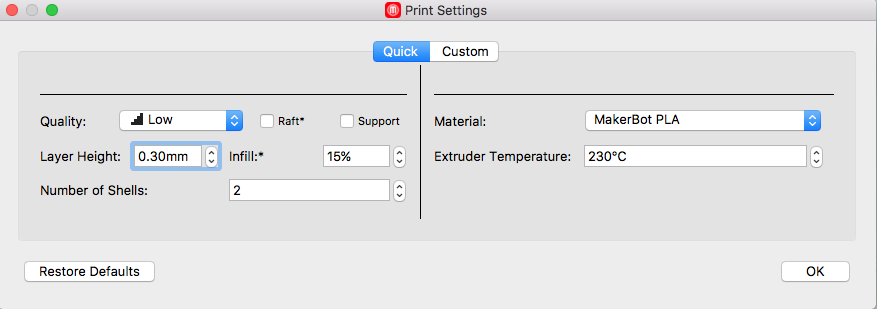 Print Settings
Quick Custom
Quality: Low Raft* Support
Material: MakerBot PLA
Layer Height: 0.30mm Infill:* 15%
Extruder Temperature: 230°C
Number of Shells: 2
Restore Defaults
OK